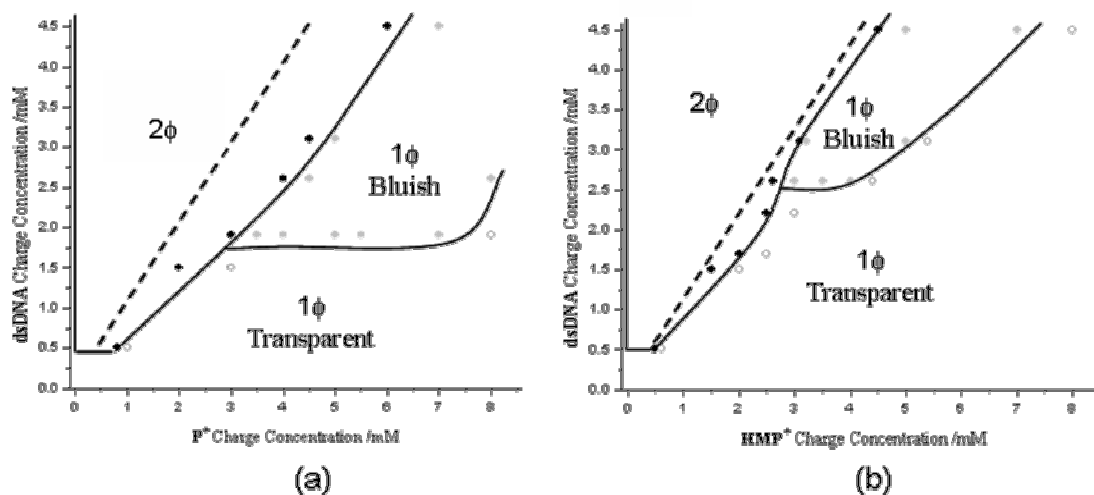 4.5
4.0
3.5
3.0
2.5
2.0
1.5
1.0
0.5
0.0
dsDNA Charge Concentration /mM
2ϕ
1ϕ
Bluish
1ϕ
Transparent
0 1 2 3 4 5 6 7 8
P⁺ Charge Concentration /mM
(a)
4.5
4.0
3.5
3.0
2.5
2.0
1.5
1.0
0.5
0.0
dsDNA Charge Concentration /mM
2ϕ
1ϕ
Bluish
1ϕ
Transparent
0 1 2 3 4 5 6 7 8
HMP⁺ Charge Concentration /mM
(b)